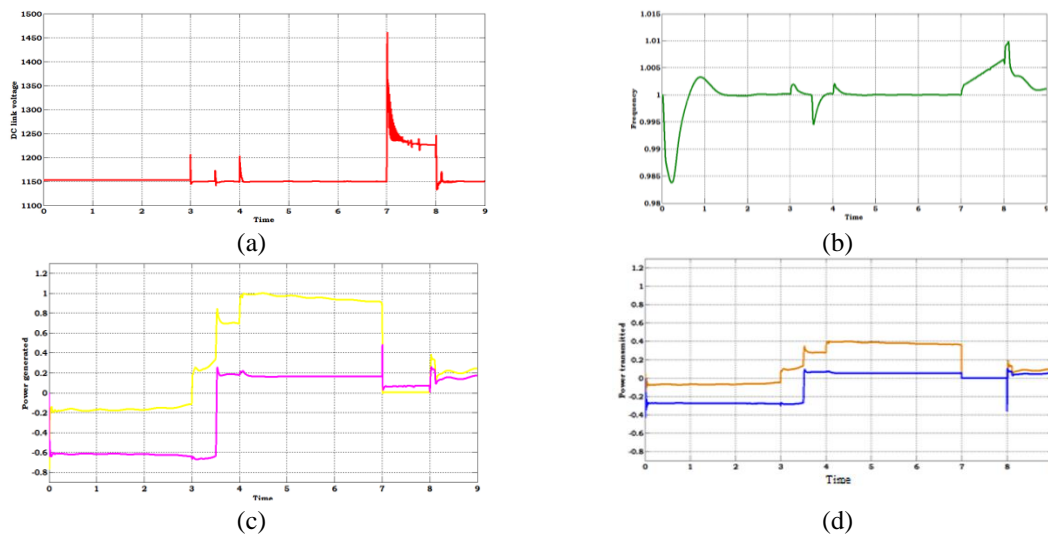 1500
1450
1400
1350
1300
1250
1200
1150
1100
DC link voltage
0 1 2 3 4 5 6 7 8 9
Time
(a)
1.015
1.01
1.005
1
0.995
0.99
0.985
0.98
Frequency
0 1 2 3 4 5 6 7 8 9
Time
(b)
1.2
1
0.8
0.6
0.4
0.2
0
-0.2
-0.4
-0.6
-0.8
Power generated
0 1 2 3 4 5 6 7 8 9
Time
(c)
1.2
1
0.8
0.6
0.4
0.2
0
-0.2
-0.4
-0.6
-0.8
Power transmitted
0 1 2 3 4 5 6 7 8 9
Time
(d)